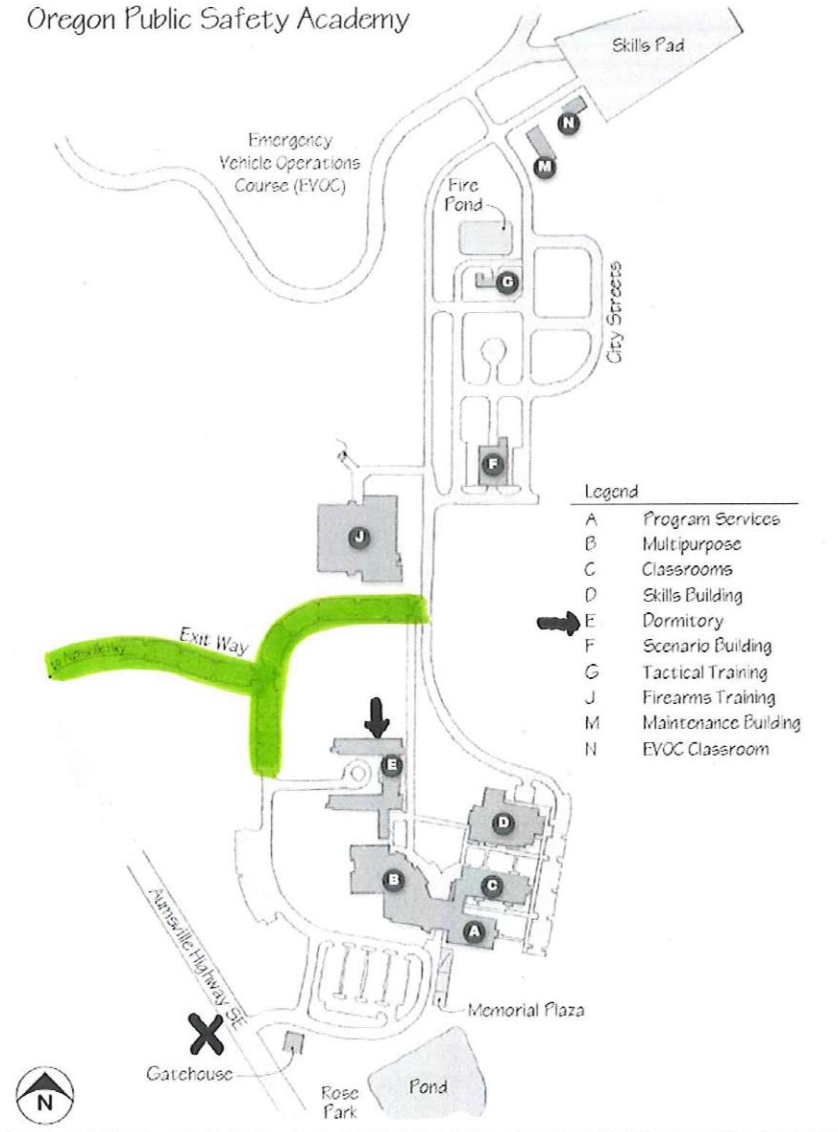 Oregon Public Safety Academy
Skills Pad
N
M
Emergency
Vehicle Operations
Course (EVOC)
Fire
Pond
G
City Streets
F
J
Legend
A Program Services
B Multipurpose
C Classrooms
D Skills Building
E Dormitory
F Scenario Building
G Tactical Training
J Firearms Training
M Maintenance Building
N EVOC Classroom
Exit Way
Hwy
E
D
B
C
A
Aumsville Highway SE
Memorial Plaza
Gatehouse
Rose
Park
Pond
N